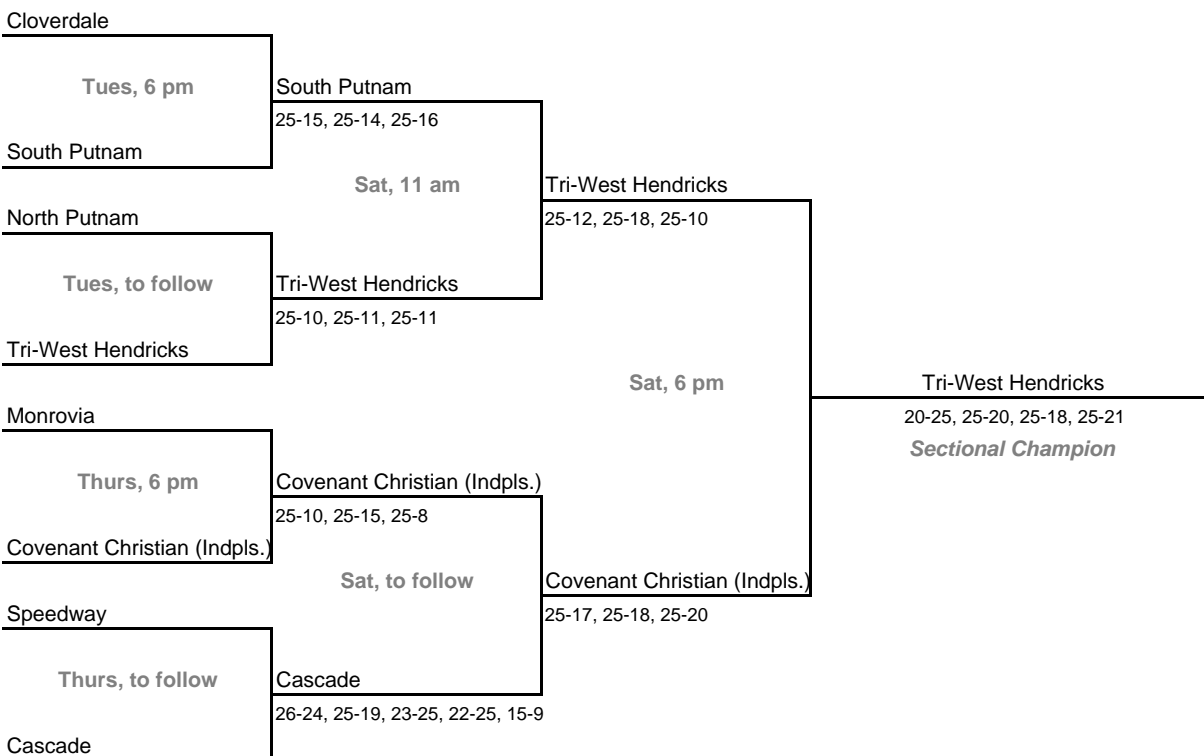 Cloverdale
Tues, 6 pm
South Putnam
25-15, 25-14, 25-16
South Putnam
Sat, 11 am
Tri-West Hendricks
25-12, 25-18, 25-10
North Putnam
Tues, to follow
Tri-West Hendricks
25-10, 25-11, 25-11
Tri-West Hendricks
Sat, 6 pm
Tri-West Hendricks
20-25, 25-20, 25-18, 25-21
Sectional Champion
Monrovia
Thurs, 6 pm
Covenant Christian (Indpls.)
25-10, 25-15, 25-8
Covenant Christian (Indpls.)
Sat, to follow
Covenant Christian (Indpls.)
25-17, 25-18, 25-20
Speedway
Thurs, to follow
Cascade
26-24, 25-19, 23-25, 22-25, 15-9
Cascade